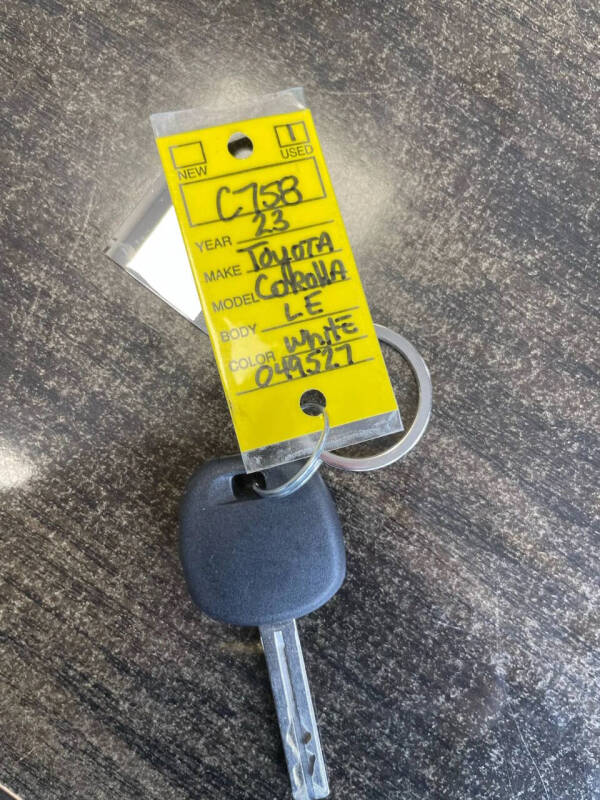 NEW USED
C758
YEAR 23
MAKE TOYOTA
MODEL COROLLA
BODY LE
COLOR WHITE
049527